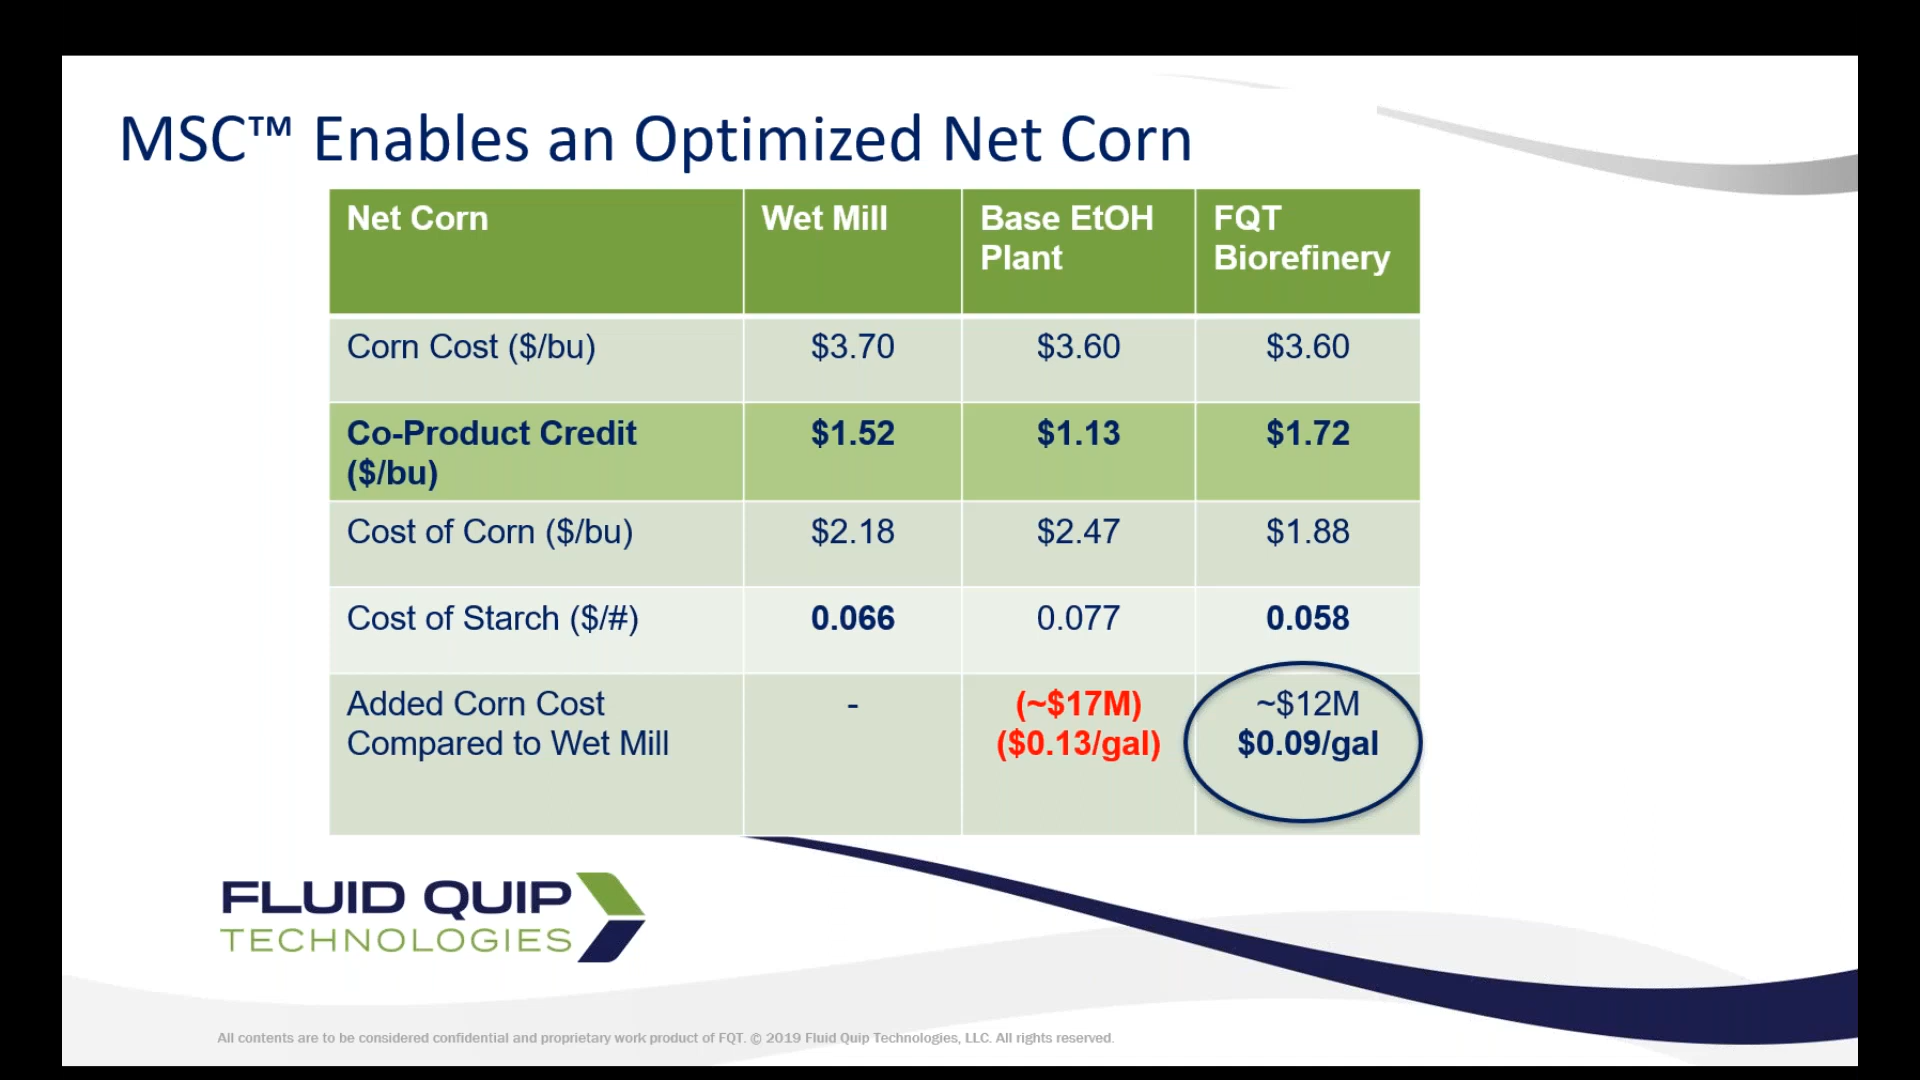 MSC™ Enables an Optimized Net Corn
Net Corn
Wet Mill
Base EtOH
Plant
FQT
Biorefinery
Corn Cost ($/bu)
$3.70
$3.60
$3.60
Co-Product Credit
($/bu)
$1.52
$1.13
$1.72
Cost of Corn ($/bu)
$2.18
$2.47
$1.88
Cost of Starch ($/#)
0.066
0.077
0.058
Added Corn Cost
Compared to Wet Mill
-
(~$17M)
($0.13/gal)
~$12M
$0.09/gal
FLUID QUIP
TECHNOLOGIES
All contents are to be considered confidential and proprietary work product of FQT. © 2019 Fluid Quip Technologies, LLC. All rights reserved.